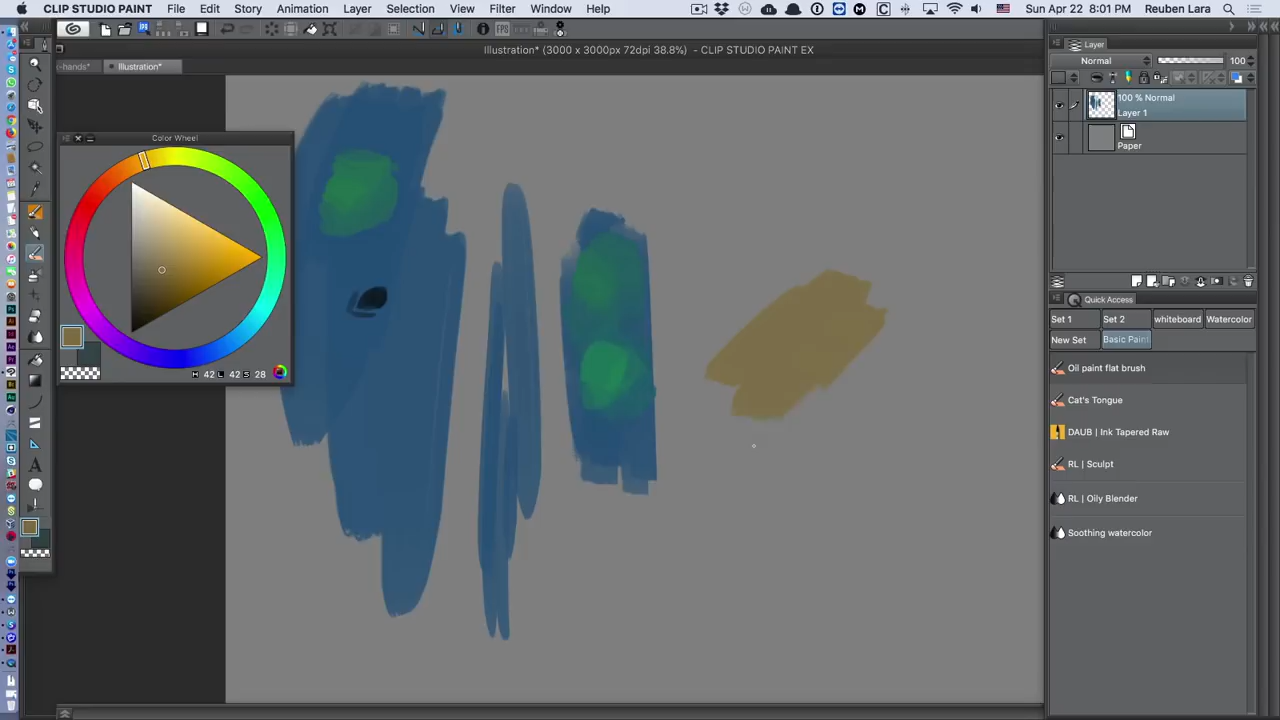 CLIP STUDIO PAINT File Edit Story Animation Layer Selection View Filter Window Help Sun Apr 22 8:01 PM Reuben Lara
Illustration* (3000 x 3000px 72dpi 38.8%) - CLIP STUDIO PAINT EX
-hands* Illustration*
Color Wheel
H 42 L 42 S 28
Layer
Normal 100
100 % Normal
Layer 1
Paper
Quick Access
Set 1 Set 2 whiteboard Watercolor
New Set Basic Pain
Oil paint flat brush
Cat's Tongue
DAUB | Ink Tapered Raw
RL | Sculpt
RL | Oily Blender
Soothing watercolor